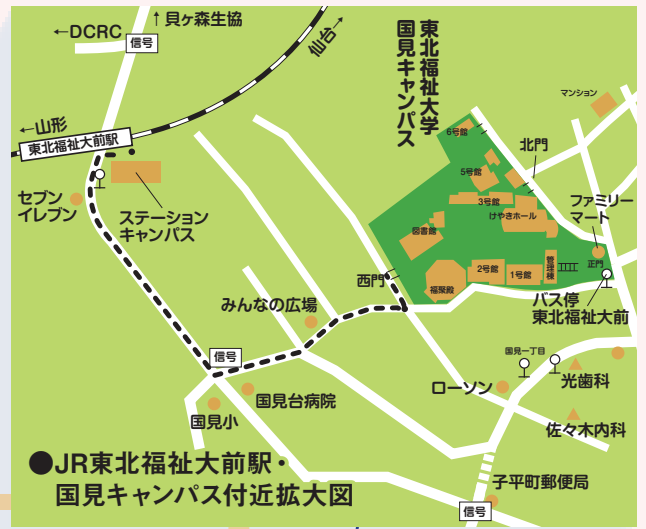 ↑貝ヶ森生協
←DCRC
信号
仙台↗
東北福祉大学
国見キャンパス
マンション
←山形
東北福祉大前駅
6号館
北門
5号館
セブン
イレブン
ステーション
キャンパス
3号館
けやきホール
ファミリー
マート
図書館
西門
福聚殿
2号館
1号館
管理棟
正門
バス停
東北福祉大前
みんなの広場
信号
国見一丁目
光歯科
ローソン
国見台病院
国見小
佐々木内科
●JR東北福祉大前駅・
国見キャンパス付近拡大図
子平町郵便局
信号